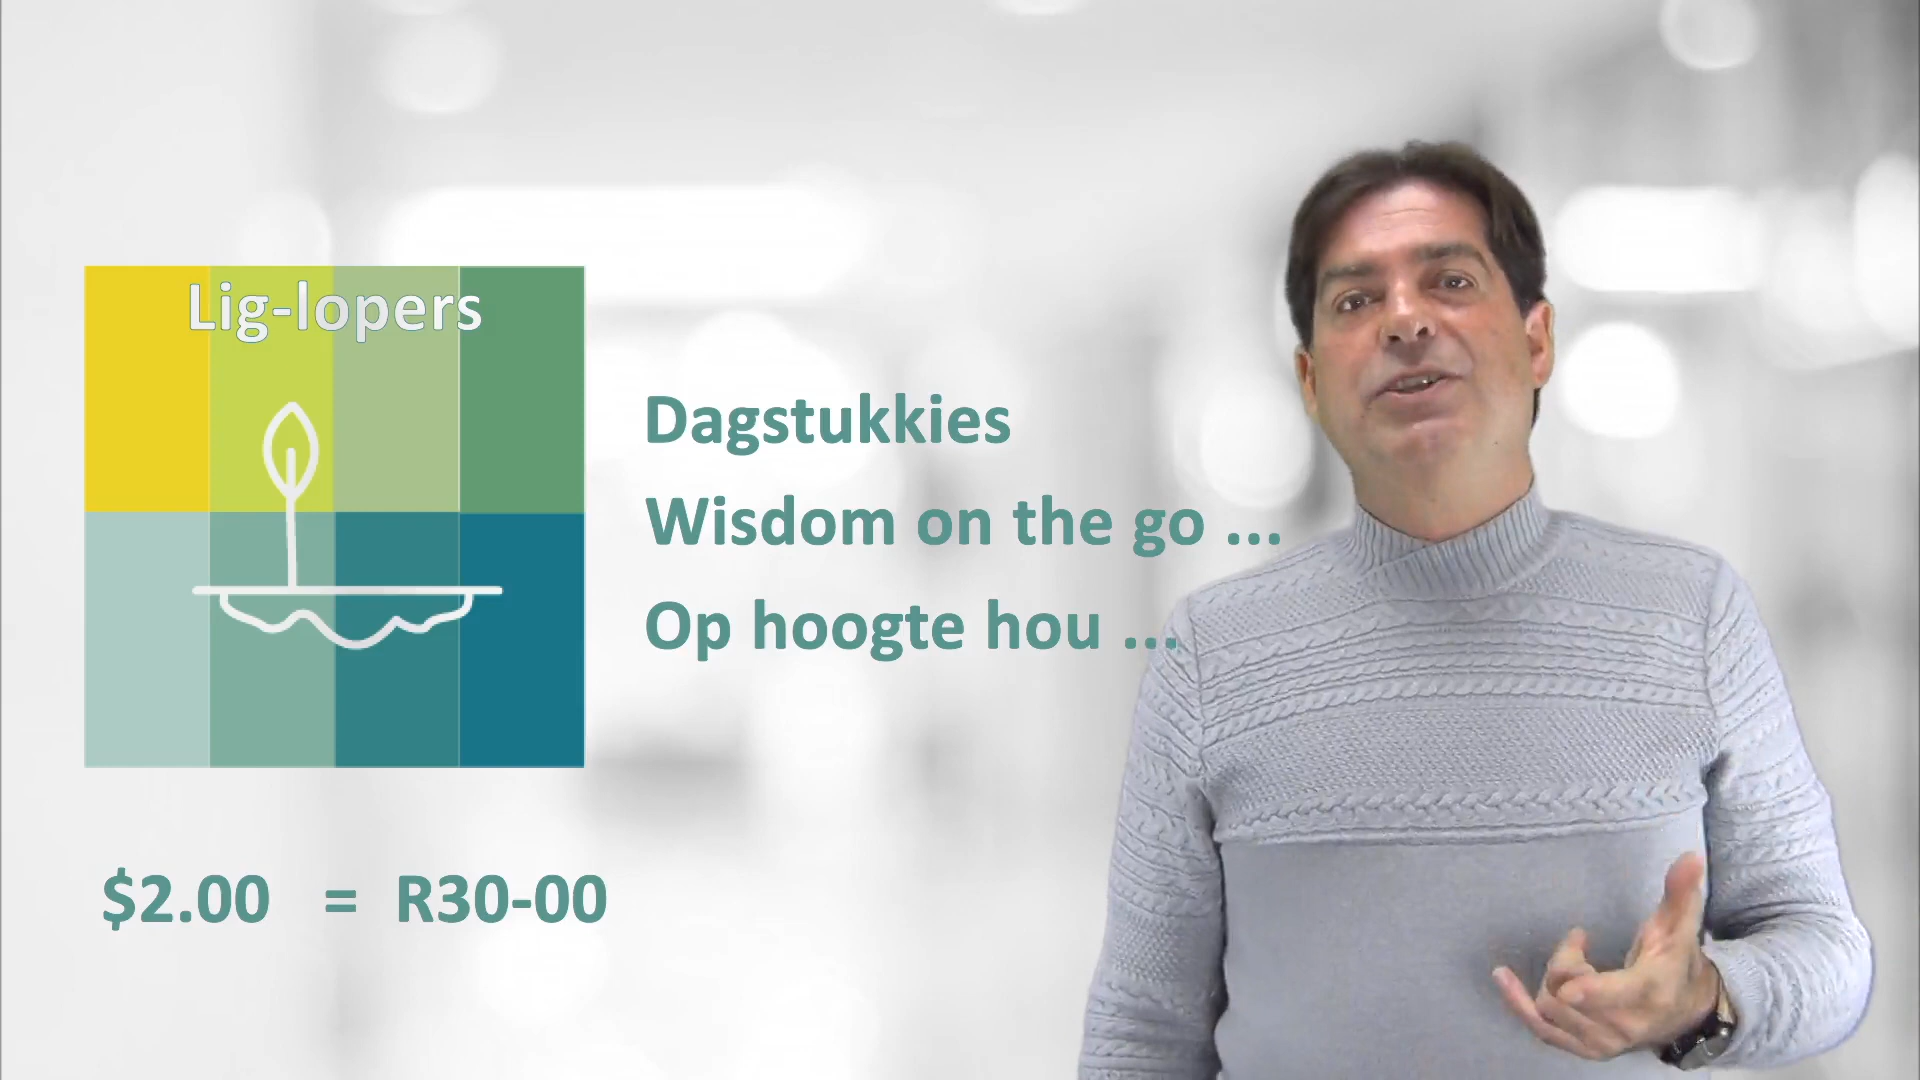 Lig-lopers
Dagstukkies
Wisdom on the go ...
Op hoogte hou ...
$2.00 = R30-00